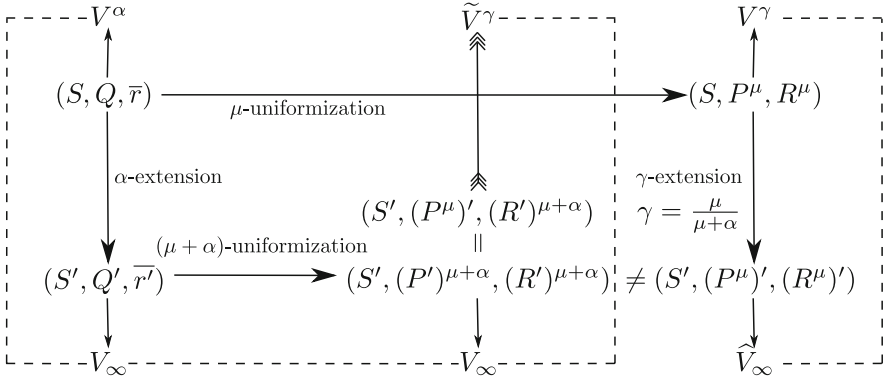 V^α Ṽ^γ V^γ
(S, Q, r̅) (S, P^μ, R^μ)
μ-uniformization
α-extension γ-extension
(S′, (P^μ)′, (R′)^{μ+α}) γ = μ/(μ+α)
(μ + α)-uniformization ||
(S′, Q′, r̅′) (S′, (P′)^{μ+α}, (R′)^{μ+α}) ≠ (S′, (P^μ)′, (R^μ)′)
V_∞ V_∞ V̂_∞